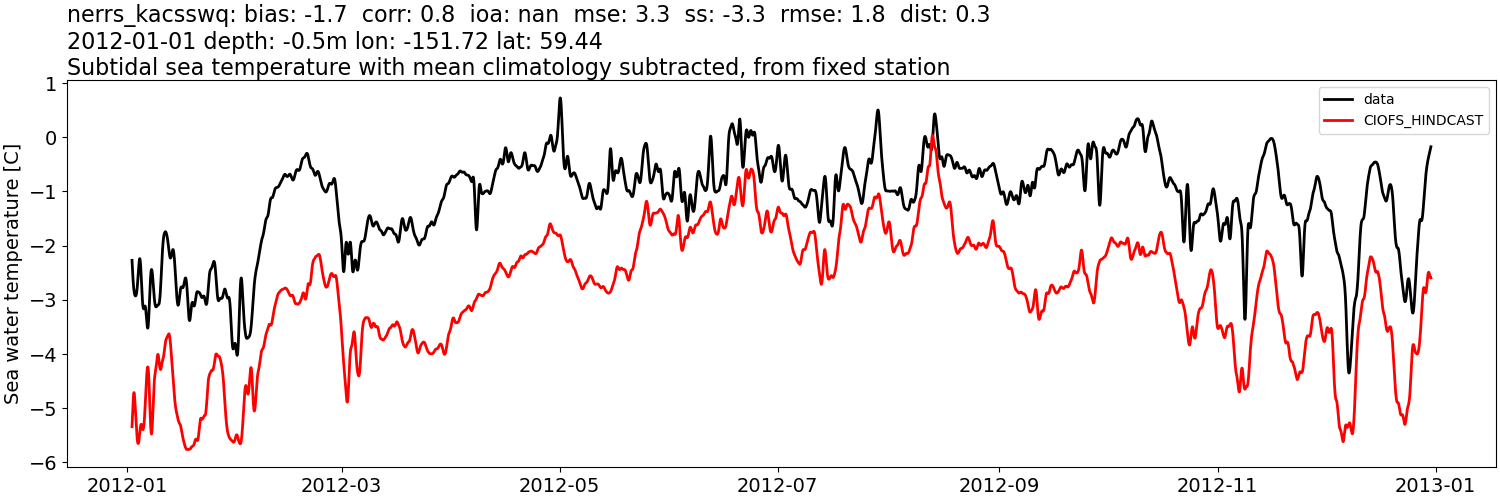 nerrs_kacsswq: bias: -1.7  corr: 0.8  ioa: nan  mse: 3.3  ss: -3.3  rmse: 1.8  dist: 0.3
2012-01-01 depth: -0.5m lon: -151.72 lat: 59.44
Subtidal sea temperature with mean climatology subtracted, from fixed station
Sea water temperature [C]
1
0
−1
−2
−3
−4
−5
−6
data
CIOFS_HINDCAST
2012-01
2012-03
2012-05
2012-07
2012-09
2012-11
2013-01